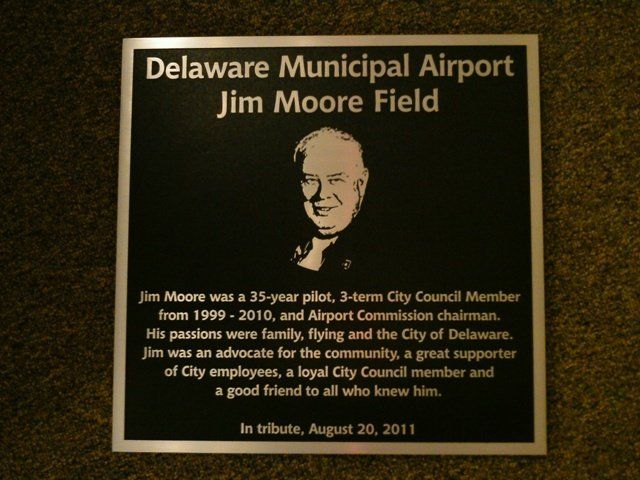 Delaware Municipal Airport
Jim Moore Field
Jim Moore was a 35-year pilot, 3-term City Council Member
from 1999 - 2010, and Airport Commission chairman.
His passions were family, flying and the City of Delaware.
Jim was an advocate for the community, a great supporter
of City employees, a loyal City Council member and
a good friend to all who knew him.
In tribute, August 20, 2011